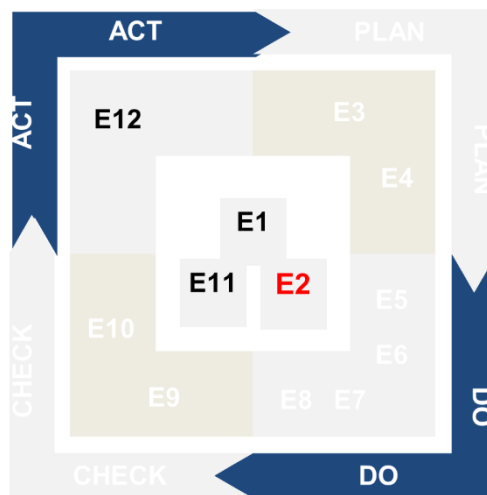 ACT
PLAN
ACT
PLAN
E12
E3
E4
E1
E11
E2
E5
E6
E10
E9
E8
E7
CHECK
DO
CHECK
DO